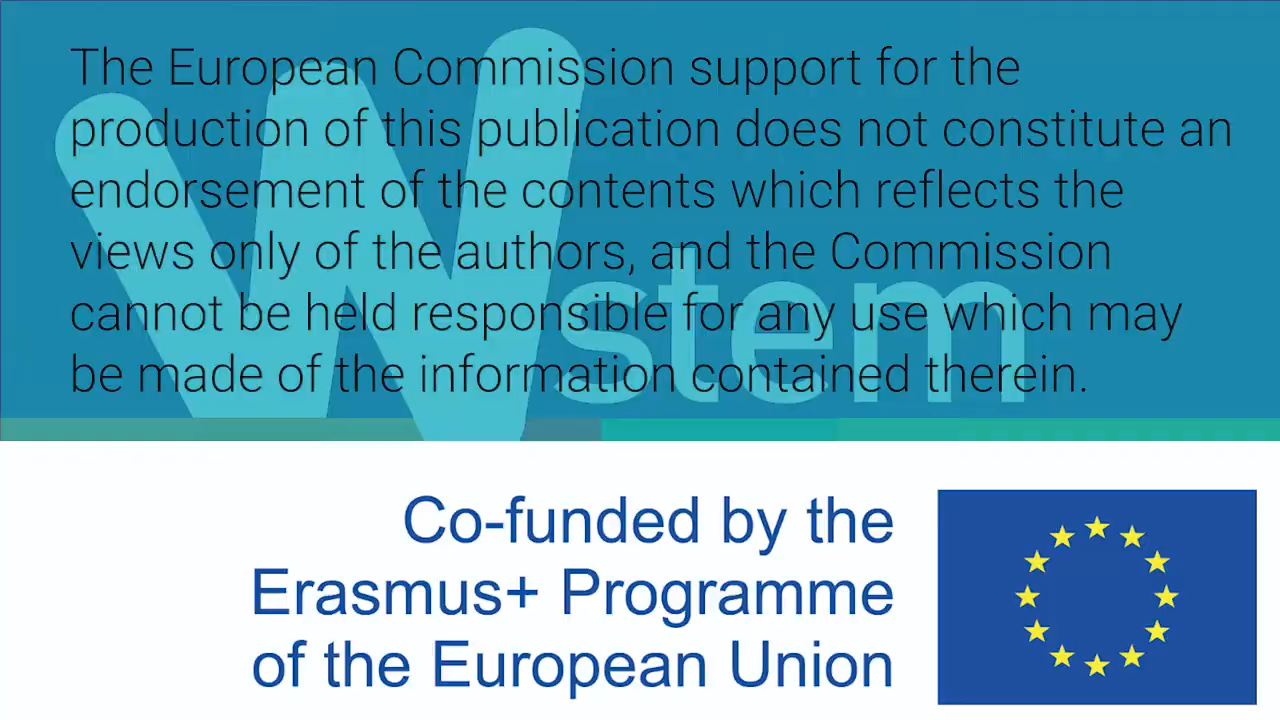 The European Commission support for the
production of this publication does not constitute an
endorsement of the contents which reflects the
views only of the authors, and the Commission
cannot be held responsible for any use which may
be made of the information contained therein.
Wstem
Co-funded by the
Erasmus+ Programme
of the European Union